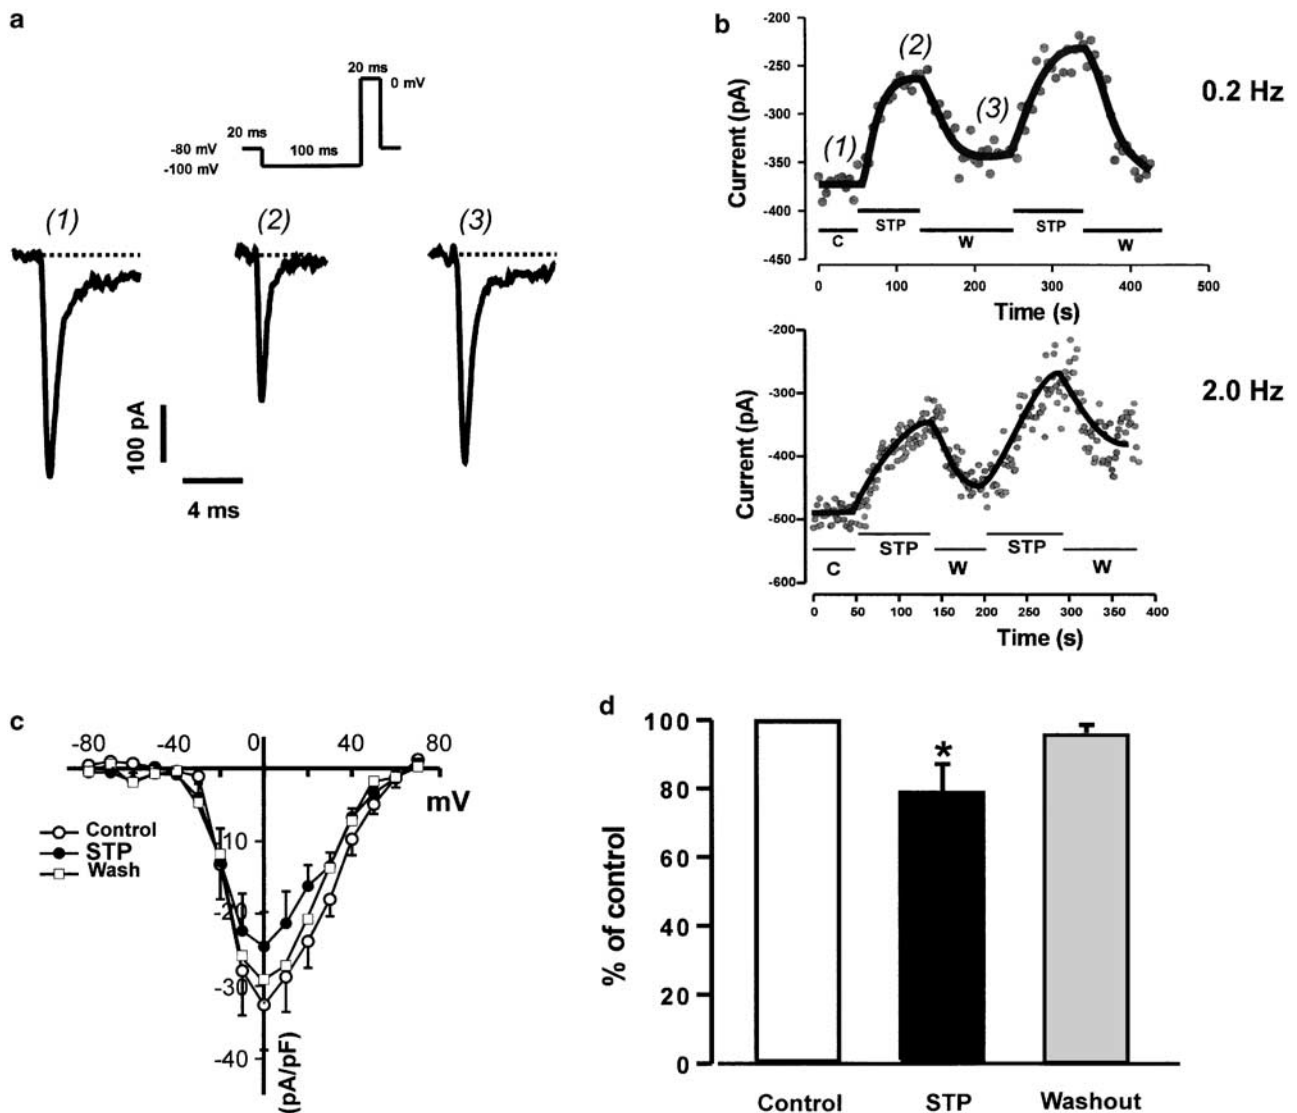 a
20 ms
0 mV
20 ms
-80 mV
100 ms
-100 mV
(1)
(2)
(3)
100 pA
4 ms
b
-200
-250
-300
-350
-400
-450
Current (pA)
(1)
(2)
(3)
C
STP
W
STP
W
0
100
200
300
400
500
Time (s)
0.2 Hz
-200
-300
-400
-500
-600
Current (pA)
C
STP
W
STP
W
0
50
100
150
200
250
300
350
400
Time (s)
2.0 Hz
c
-80
-40
0
40
80
mV
Control
STP
Wash
-10
-20
-30
-40
(pA/pF)
d
100
80
60
40
20
0
% of control
*
Control
STP
Washout